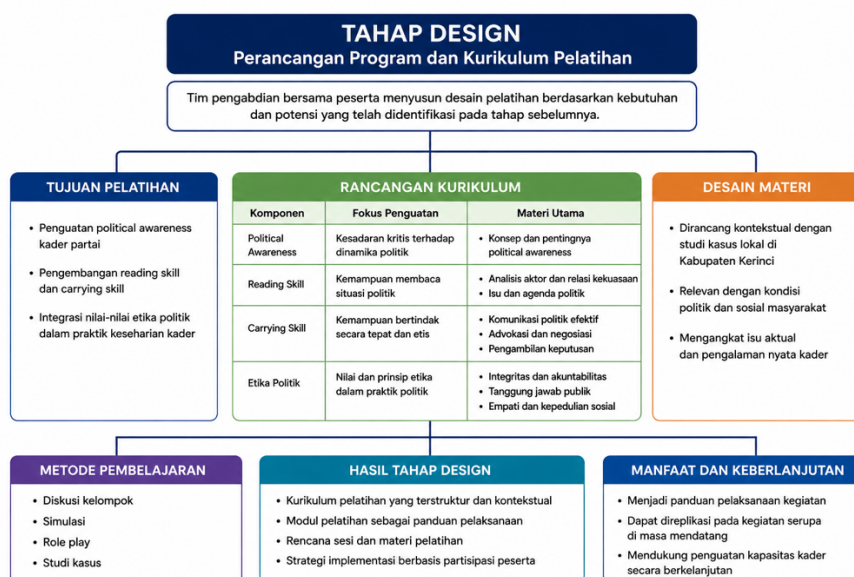 TAHAP DESIGN
Perancangan Program dan Kurikulum Pelatihan
Tim pengabdian bersama peserta menyusun desain pelatihan berdasarkan kebutuhan
dan potensi yang telah didentifikasi pada tahap sebelumnya.
TUJUAN PELATIHAN
• Penguatan political awareness
kader partai
• Pengembangan reading skill
dan carrying skill
• Integrasi nilai-nilai etika politik
dalam praktik keseharian kader
RANCANGAN KURIKULUM
Komponen Fokus Penguatan Materi Utama
Political Kesadaran kritis terhadap • Konsep dan pentingnya
Awareness dinamika politik political awareness
Reading Skill Kemampuan membaca • Analisis aktor dan relasi kekuasaan
situasi politik • Isu dan agenda politik
Carrying Skill Kemampuan bertindak • Komunikasi politik efektif
secara tepat dan etis • Advokasi dan negosiasi
• Pengambilan keputusan
Etika Politik Nilai dan prinsip etika • Integritas dan akuntabilitas
dalam praktik politik • Tanggung jawab publik
• Empati dan kepedulian sosial
DESAIN MATERI
• Dirancang kontekstual dengan
studi kasus lokal di
Kabupaten Kerinci
• Relevan dengan kondisi
politik dan sosial masyarakat
• Mengangkat isu aktual
dan pengalaman nyata kader
METODE PEMBELAJARAN
• Diskusi kelompok
• Simulasi
• Role play
• Studi kasus
HASIL TAHAP DESIGN
• Kurikulum pelatihan yang terstruktur dan kontekstual
• Modul pelatihan sebagai panduan pelaksanaan
• Rencana sesi dan materi pelatihan
• Strategi implementasi berbasis partisipasi peserta
MANFAAT DAN KEBERLANJUTAN
• Menjadi panduan pelaksanaan kegiatan
• Dapat direplikasi pada kegiatan serupa
di masa mendatang
• Mendukung penguatan kapasitas kader
secara berkelanjutan